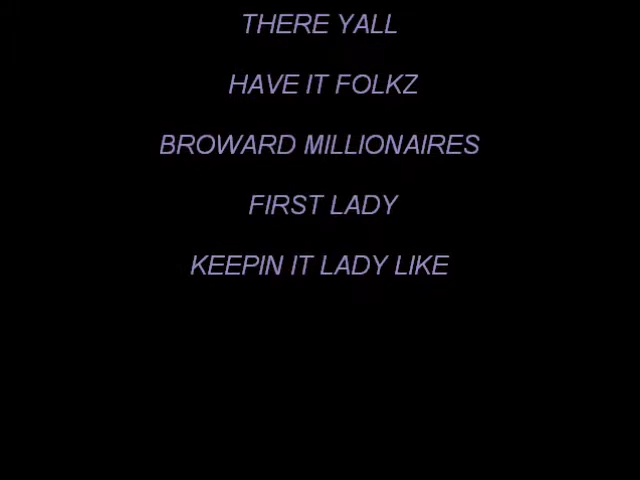 THERE YALL
HAVE IT FOLKZ
BROWARD MILLIONAIRES
FIRST LADY
KEEPIN IT LADY LIKE